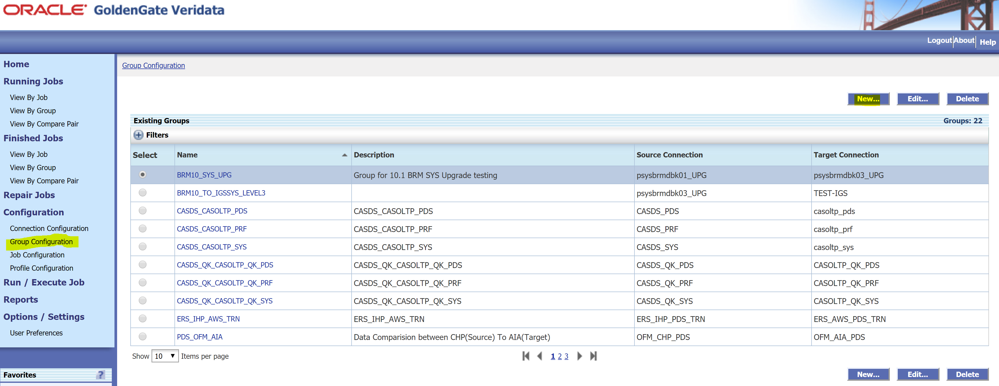 ORACLE GoldenGate Veridata
Logout About Help
Home
Running Jobs
View By Job
View By Group
View By Compare Pair
Finished Jobs
View By Job
View By Group
View By Compare Pair
Repair Jobs
Configuration
Connection Configuration
Group Configuration
Job Configuration
Profile Configuration
Run / Execute Job
Reports
Options / Settings
User Preferences
Favorites ?
Group Configuration
New... Edit... Delete
Existing Groups Groups: 22
Filters
Select Name Description Source Connection Target Connection
BRM10_SYS_UPG Group for 10.1 BRM SYS Upgrade testing psysbrmdbk01_UPG psysbrmdbk03_UPG
BRM10_TO_IGSSYS_LEVEL3 psysbrmdbk03_UPG TEST-IGS
CASDS_CASOLTP_PDS CASDS_CASOLTP_PDS CASDS_PDS casoltp_pds
CASDS_CASOLTP_PRF CASDS_CASOLTP_PRF CASDS_PRF casoltp_prf
CASDS_CASOLTP_SYS CASDS_CASOLTP_SYS CASDS_SYS casoltp_sys
CASDS_QK_CASOLTP_QK_PDS CASDS_QK_CASOLTP_QK_PDS CASDS_QK_PDS CASOLTP_QK_PDS
CASDS_QK_CASOLTP_QK_PRF CASDS_QK_CASOLTP_QK_PRF CASDS_QK_PRF CASOLTP_QK_PRF
CASDS_QK_CASOLTP_QK_SYS CASDS_QK_CASOLTP_QK_SYS CASDS_QK_SYS CASOLTP_QK_SYS
ERS_IHP_AWS_TRN ERS_IHP_AWS_TRN ERS_IHP_PDS_TRN ERS_AWS_PDS_TRN
PDS_OFM_AIA Data Comparision between CHP(Source) To AIA(Target) OFM_CHP_PDS OFM_AIA_PDS
Show 10 Items per page 1 2 3
New... Edit... Delete